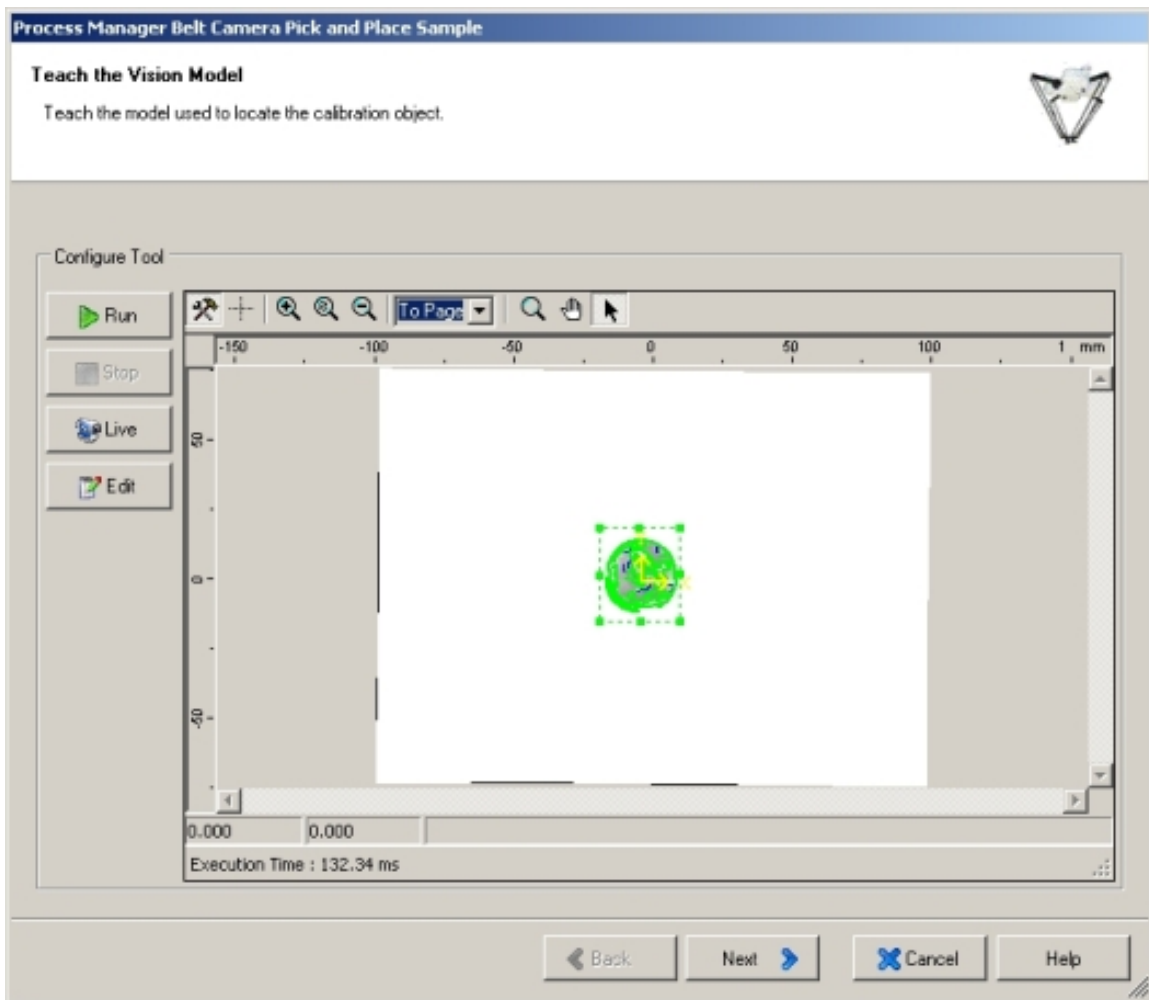 Process Manager Belt Camera Pick and Place Sample
Teach the Vision Model
Teach the model used to locate the calibration object.
Configure Tool
Run
To Page
-150 -100 -50 0 50 100 1 mm
Stop
Live
50
Edit
0
-50
0.000 0.000
Execution Time : 132.34 ms
Back Next Cancel Help